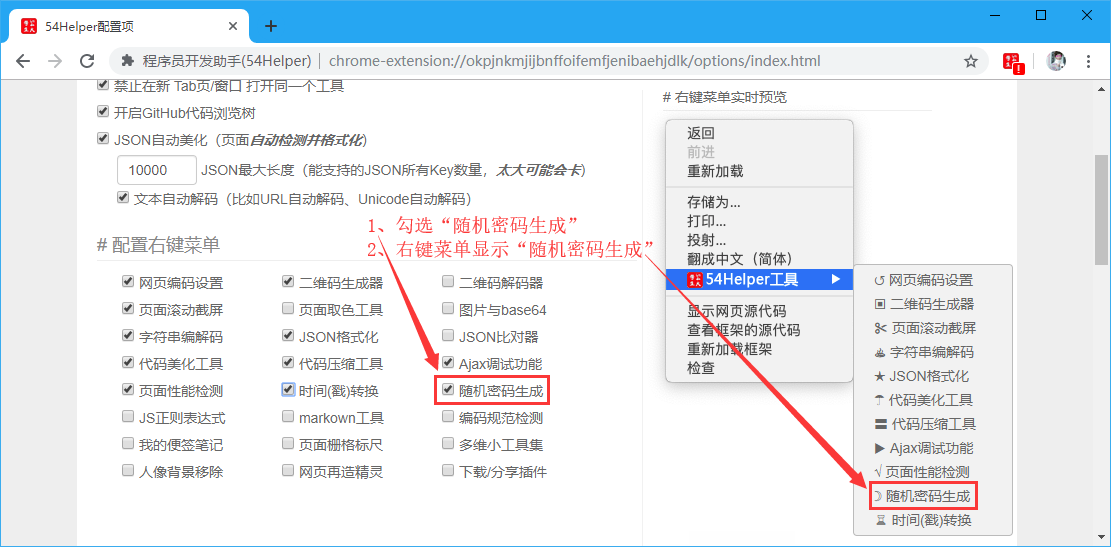 54Helper配置项
程序员开发助手(54Helper) | chrome-extension://okpjnkmjijbnffoifemfjenibaehjdlk/options/index.html
禁止在新 Tab页/窗口 打开同一个工具
开启GitHub代码浏览树
JSON自动美化（页面自动检测并格式化）
10000 JSON最大长度（能支持的JSON所有Key数量，太大可能会卡）
文本自动解码（比如URL自动解码、Unicode自动解码）
1、勾选“随机密码生成”
2、右键菜单显示“随机密码生成”
# 配置右键菜单
网页编码设置 二维码生成器 二维码解码器
页面滚动截屏 页面取色工具 图片与base64
字符串编解码 JSON格式化 JSON比对器
代码美化工具 代码压缩工具 Ajax调试功能
页面性能检测 时间(戳)转换 随机密码生成
JS正则表达式 markown工具 编码规范检测
我的便签笔记 页面栅格标尺 多维小工具集
人像背景移除 网页再造精灵 下载/分享插件
# 右键菜单实时预览
返回
前进
重新加载
存储为...
打印...
投射...
翻成中文（简体）
54Helper工具
显示网页源代码
查看框架的源代码
重新加载框架
检查
网页编码设置
二维码生成器
页面滚动截屏
字符串编解码
JSON格式化
代码美化工具
代码压缩工具
Ajax调试功能
页面性能检测
随机密码生成
时间(戳)转换